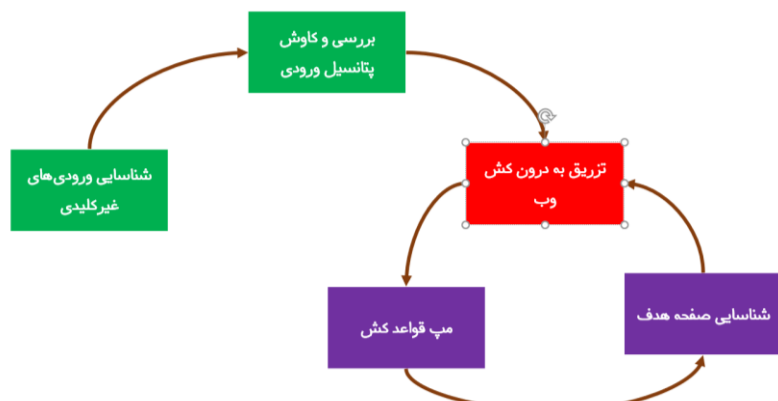 بررسی و کاوش
پتانسیل ورودی
شناسایی ورودی‌های
غیرکلیدی
تزریق به درون کش
وب
مپ قواعد کش
شناسایی صفحه هدف